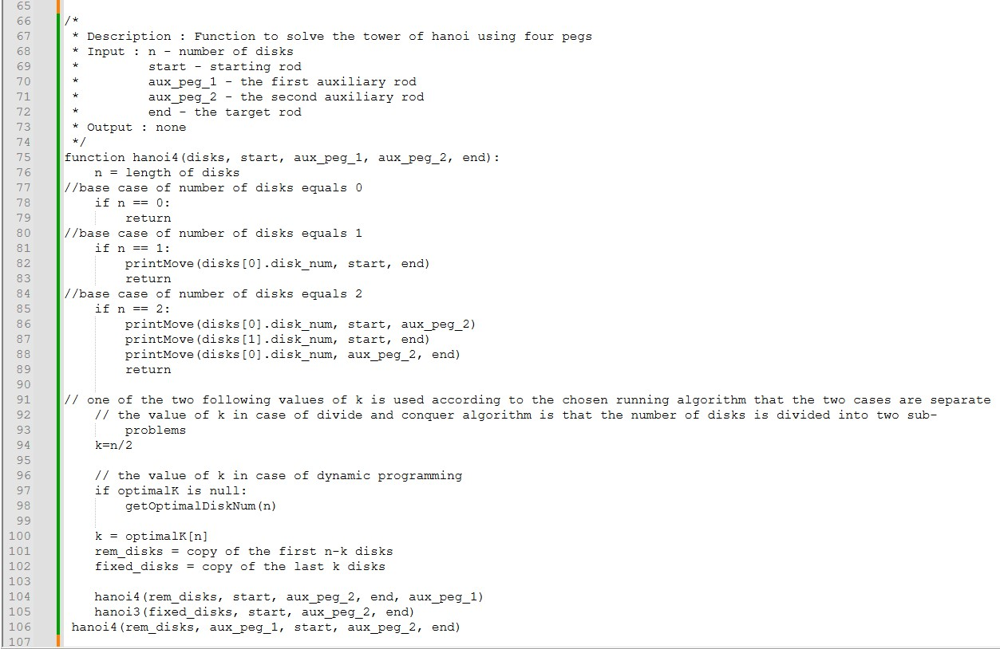 65
66 /*
67  * Description : Function to solve the tower of hanoi using four pegs
68  * Input : n - number of disks
69  *         start - starting rod
70  *         aux_peg_1 - the first auxiliary rod
71  *         aux_peg_2 - the second auxiliary rod
72  *         end - the target rod
73  * Output : none
74  */
75 function hanoi4(disks, start, aux_peg_1, aux_peg_2, end):
76     n = length of disks
77 //base case of number of disks equals 0
78     if n == 0:
79         return
80 //base case of number of disks equals 1
81     if n == 1:
82         printMove(disks[0].disk_num, start, end)
83         return
84 //base case of number of disks equals 2
85     if n == 2:
86         printMove(disks[0].disk_num, start, aux_peg_2)
87         printMove(disks[1].disk_num, start, end)
88         printMove(disks[0].disk_num, aux_peg_2, end)
89         return
90
91 // one of the two following values of k is used according to the chosen running algorithm that the two cases are separate
92     // the value of k in case of divide and conquer algorithm is that the number of disks is divided into two sub-
93         problems
94     k=n/2
95
96     // the value of k in case of dynamic programming
97     if optimalK is null:
98         getOptimalDiskNum(n)
99
100     k = optimalK[n]
101     rem_disks = copy of the first n-k disks
102     fixed_disks = copy of the last k disks
103
104     hanoi4(rem_disks, start, aux_peg_2, end, aux_peg_1)
105     hanoi3(fixed_disks, start, aux_peg_2, end)
106  hanoi4(rem_disks, aux_peg_1, start, aux_peg_2, end)
107